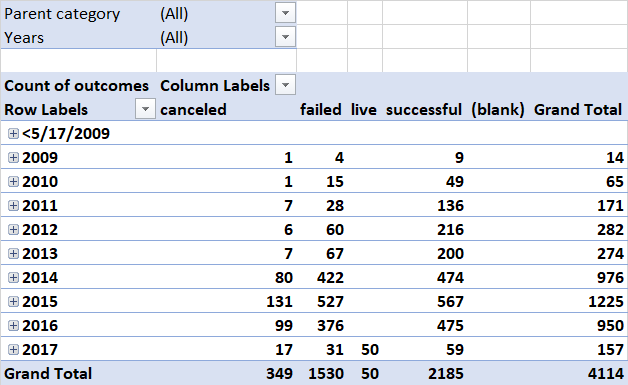 Parent category (All)
Years (All)
Count of outcomes Column Labels
Row Labels canceled failed live successful (blank) Grand Total
<5/17/2009
2009 1 4 9 14
2010 1 15 49 65
2011 7 28 136 171
2012 6 60 216 282
2013 7 67 200 274
2014 80 422 474 976
2015 131 527 567 1225
2016 99 376 475 950
2017 17 31 50 59 157
Grand Total 349 1530 50 2185 4114